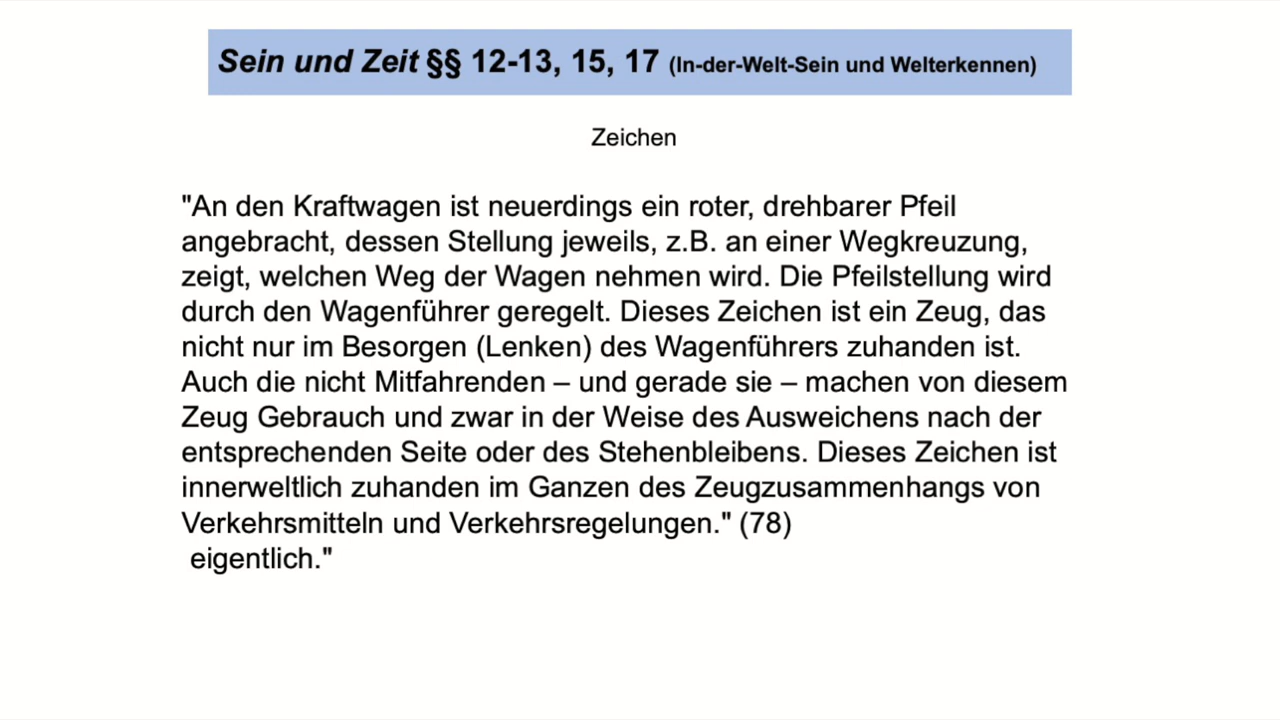 Sein und Zeit §§ 12-13, 15, 17 (In-der-Welt-Sein und Welterkennen)
Zeichen
"An den Kraftwagen ist neuerdings ein roter, drehbarer Pfeil
angebracht, dessen Stellung jeweils, z.B. an einer Wegkreuzung,
zeigt, welchen Weg der Wagen nehmen wird. Die Pfeilstellung wird
durch den Wagenführer geregelt. Dieses Zeichen ist ein Zeug, das
nicht nur im Besorgen (Lenken) des Wagenführers zuhanden ist.
Auch die nicht Mitfahrenden – und gerade sie – machen von diesem
Zeug Gebrauch und zwar in der Weise des Ausweichens nach der
entsprechenden Seite oder des Stehenbleibens. Dieses Zeichen ist
innerweltlich zuhanden im Ganzen des Zeugzusammenhangs von
Verkehrsmitteln und Verkehrsregelungen." (78)
eigentlich."